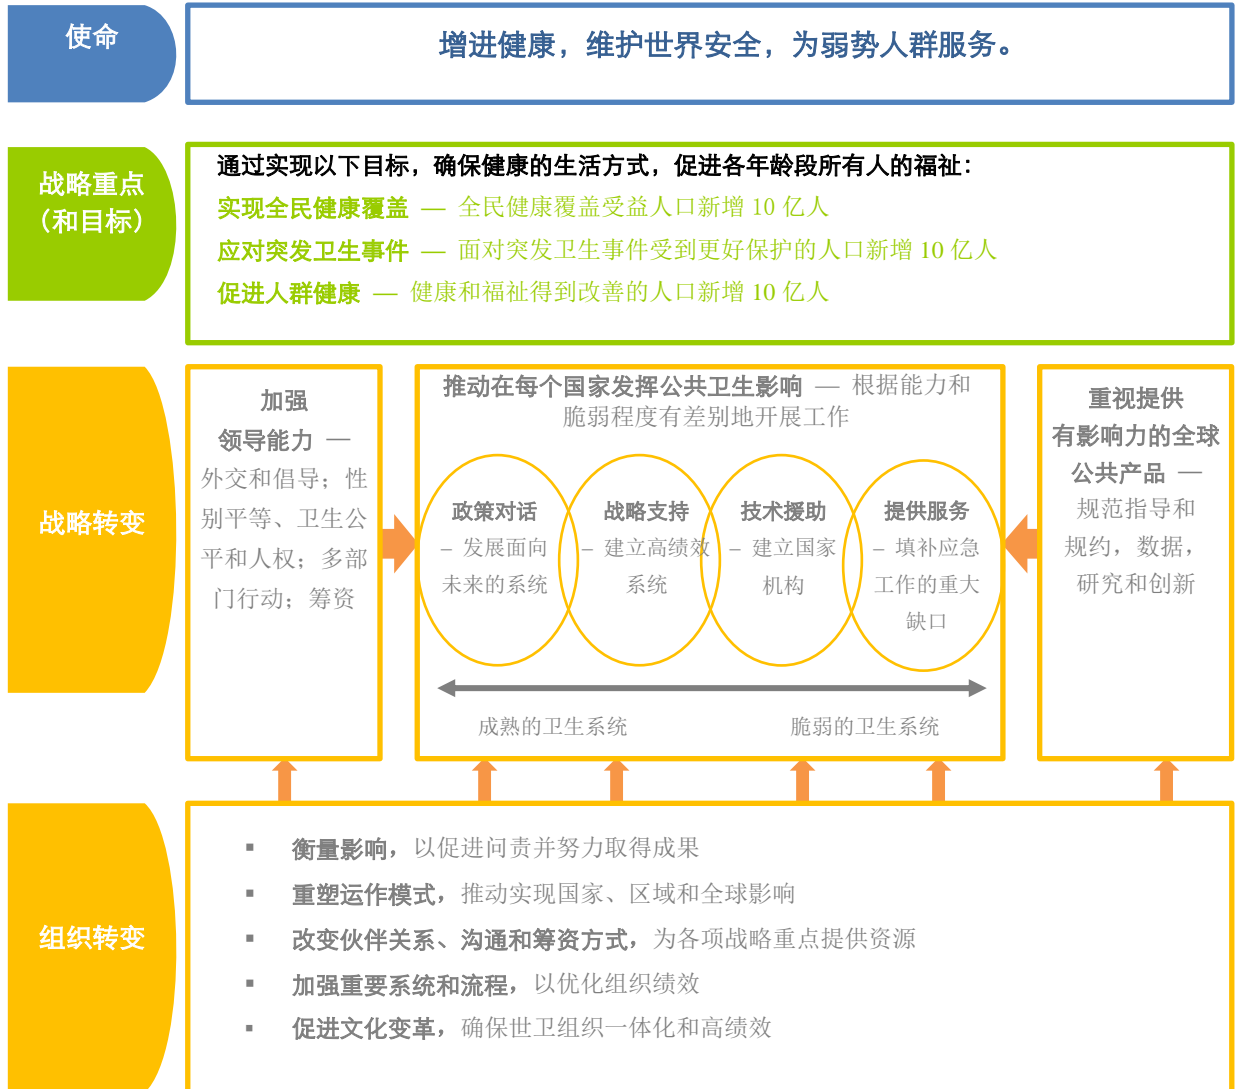 使命
增进健康，维护世界安全，为弱势人群服务。
战略重点
（和目标）
通过实现以下目标，确保健康的生活方式，促进各年龄段所有人的福祉：
实现全民健康覆盖 — 全民健康覆盖受益人口新增 10 亿人
应对突发卫生事件 — 面对突发卫生事件受到更好保护的人口新增 10 亿人
促进人群健康 — 健康和福祉得到改善的人口新增 10 亿人
战略转变
加强
领导能力 —
外交和倡导；性
别平等、卫生公
平和人权；多部
门行动；筹资
推动在每个国家发挥公共卫生影响 — 根据能力和
脆弱程度有差别地开展工作
政策对话
– 发展面向
未来的系统
战略支持
– 建立高绩效
系统
技术援助
– 建立国家
机构
提供服务
– 填补应急
工作的重大
缺口
成熟的卫生系统
脆弱的卫生系统
重视提供
有影响力的全球
公共产品 —
规范指导和
规约，数据，
研究和创新
组织转变
▪ 衡量影响，以促进问责并努力取得成果
▪ 重塑运作模式，推动实现国家、区域和全球影响
▪ 改变伙伴关系、沟通和筹资方式，为各项战略重点提供资源
▪ 加强重要系统和流程，以优化组织绩效
▪ 促进文化变革，确保世卫组织一体化和高绩效